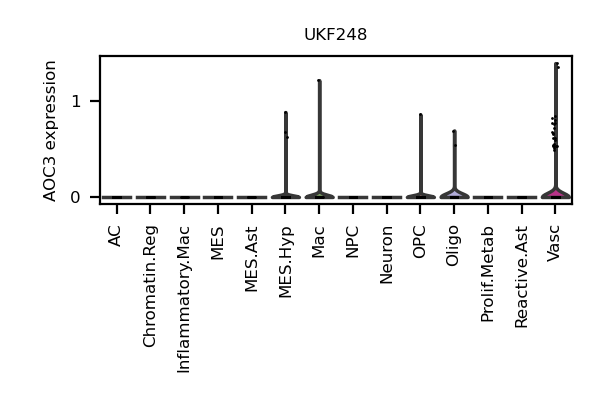 UKF248
AOC3 expression
1
0
AC
Chromatin.Reg
Inflammatory.Mac
MES
MES.Ast
MES.Hyp
Mac
NPC
Neuron
OPC
Oligo
Prolif.Metab
Reactive.Ast
Vasc